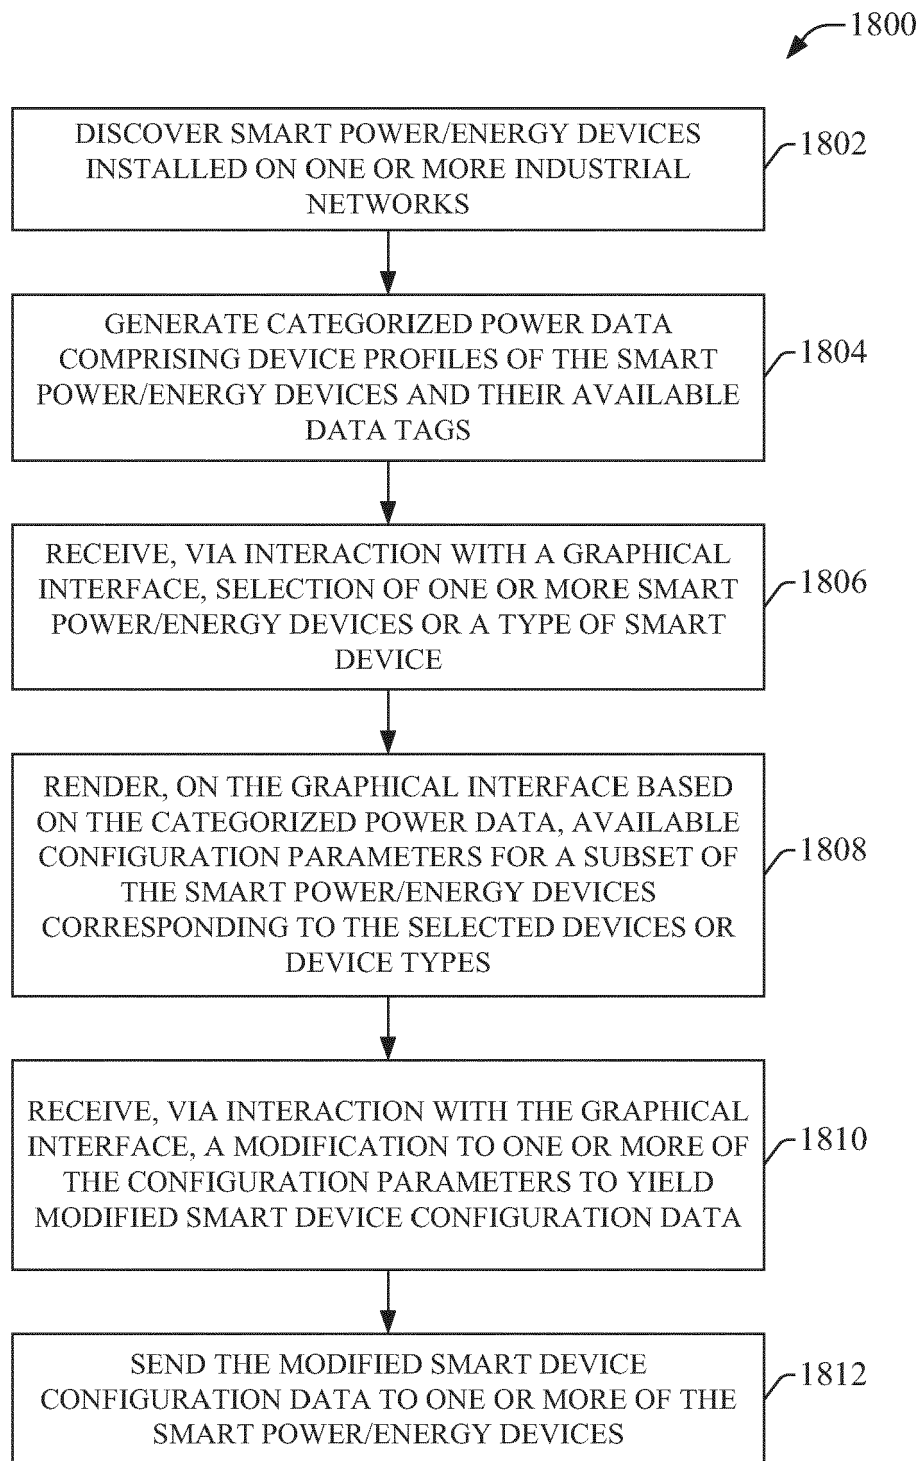 1800
DISCOVER SMART POWER/ENERGY DEVICES
INSTALLED ON ONE OR MORE INDUSTRIAL
NETWORKS
1802
GENERATE CATEGORIZED POWER DATA
COMPRISING DEVICE PROFILES OF THE SMART
POWER/ENERGY DEVICES AND THEIR AVAILABLE
DATA TAGS
1804
RECEIVE, VIA INTERACTION WITH A GRAPHICAL
INTERFACE, SELECTION OF ONE OR MORE SMART
POWER/ENERGY DEVICES OR A TYPE OF SMART
DEVICE
1806
RENDER, ON THE GRAPHICAL INTERFACE BASED
ON THE CATEGORIZED POWER DATA, AVAILABLE
CONFIGURATION PARAMETERS FOR A SUBSET OF
THE SMART POWER/ENERGY DEVICES
CORRESPONDING TO THE SELECTED DEVICES OR
DEVICE TYPES
1808
RECEIVE, VIA INTERACTION WITH THE GRAPHICAL
INTERFACE, A MODIFICATION TO ONE OR MORE OF
THE CONFIGURATION PARAMETERS TO YIELD
MODIFIED SMART DEVICE CONFIGURATION DATA
1810
SEND THE MODIFIED SMART DEVICE
CONFIGURATION DATA TO ONE OR MORE OF THE
SMART POWER/ENERGY DEVICES
1812